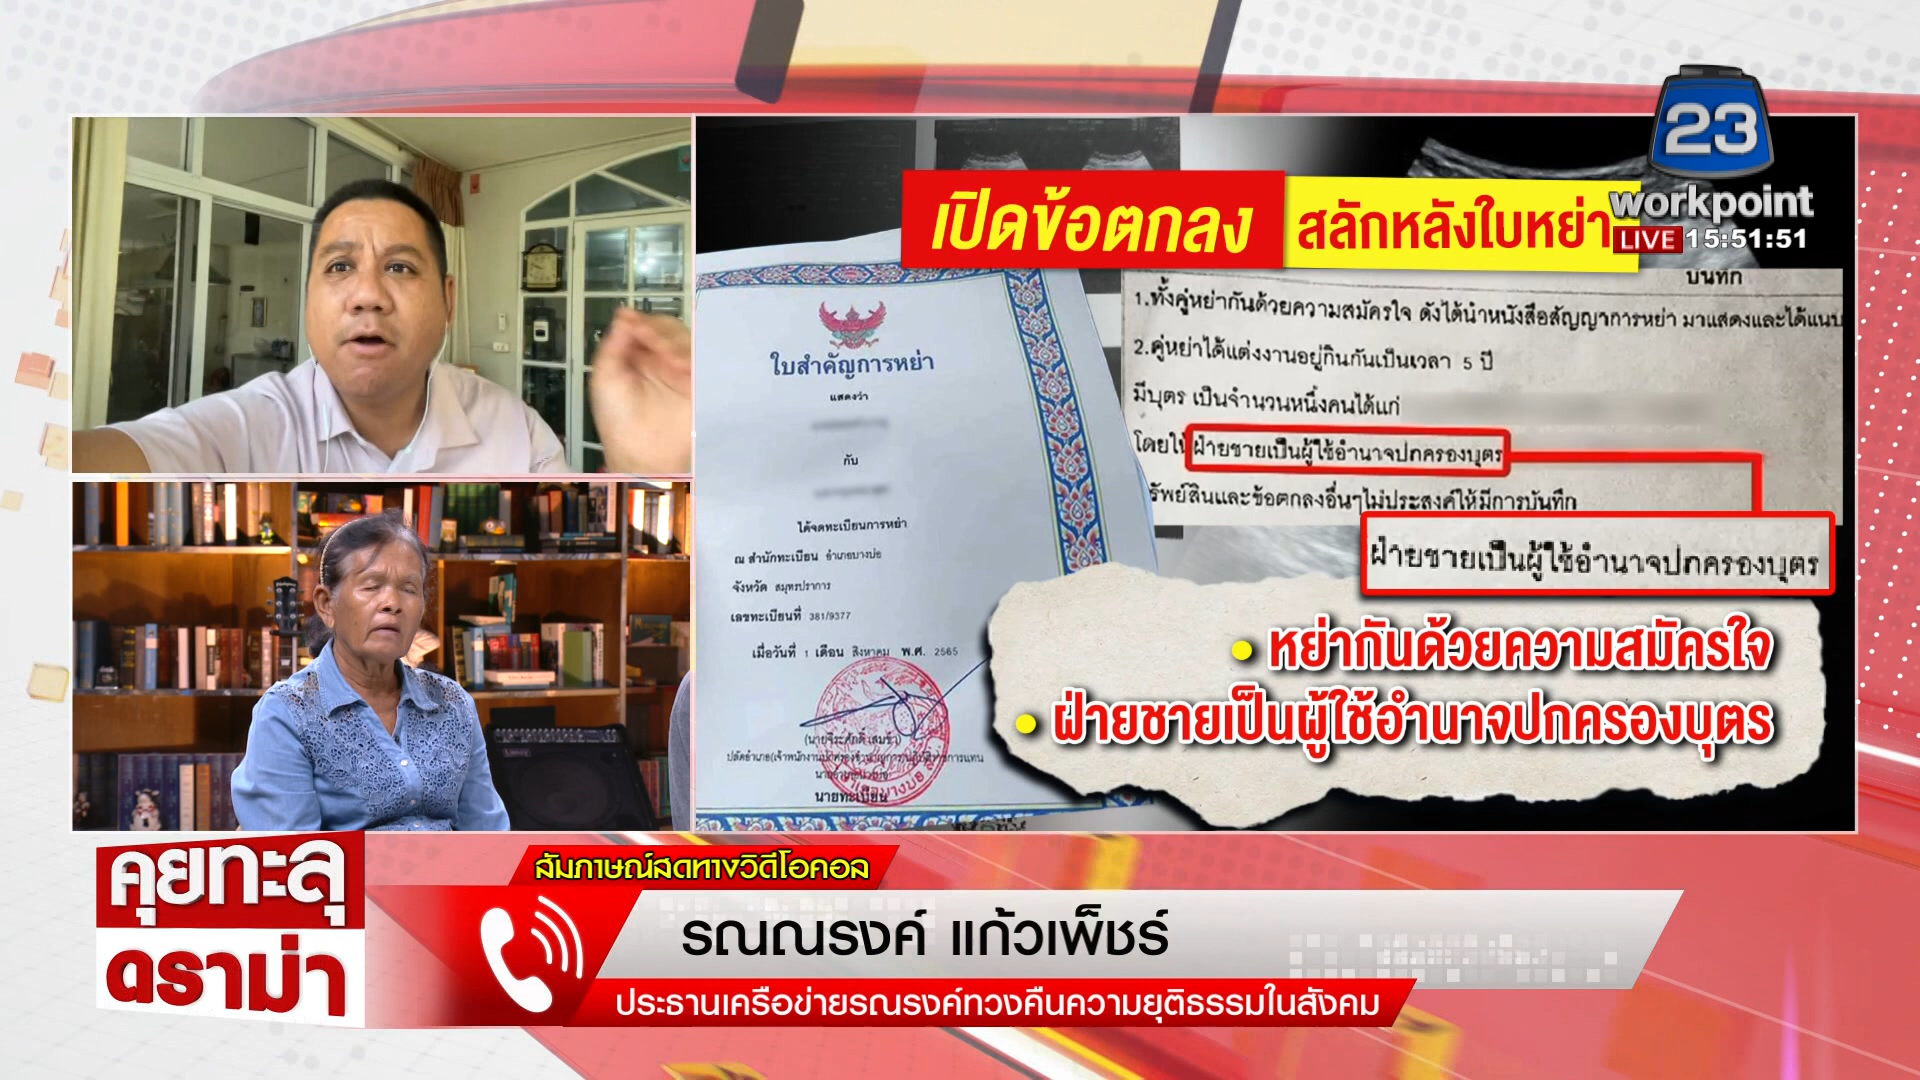 23
workpoint
LIVE 15:51:51
เปิดข้อตกลง สลักหลังใบหย่า
บันทึก
1.ทั้งคู่หย่ากันด้วยความสมัครใจ ดังได้นำหนังสือสัญญาการหย่า มาแสดงและได้แนบ
2.คู่หย่าได้แต่งงานอยู่กินกันเป็นเวลา 5 ปี
มีบุตร เป็นจำนวนหนึ่งคนได้แก่
โดยให้ฝ่ายชายเป็นผู้ใช้อำนาจปกครองบุตร
รัพย์สินและข้อตกลงอื่นๆไม่ประสงค์ให้มีการบันทึก
ฝ่ายชายเป็นผู้ใช้อำนาจปกครองบุตร
ใบสำคัญการหย่า
แสดงว่า
กับ
ได้จดทะเบียนการหย่า
ณ สำนักทะเบียน อำเภอบางบ่อ
จังหวัด สมุทรปราการ
เลขทะเบียนที่ 381/9377
เมื่อวันที่ 1 เดือน สิงหาคม พ.ศ. 2565
นายทะเบียน
• หย่ากันด้วยความสมัครใจ
• ฝ่ายชายเป็นผู้ใช้อำนาจปกครองบุตร
คุยทะลุ
ดราม่า
สัมภาษณ์สดทางวิดีโอคอล
รณณรงค์ แก้วเพ็ชร์
ประธานเครือข่ายรณรงค์ทวงคืนความยุติธรรมในสังคม